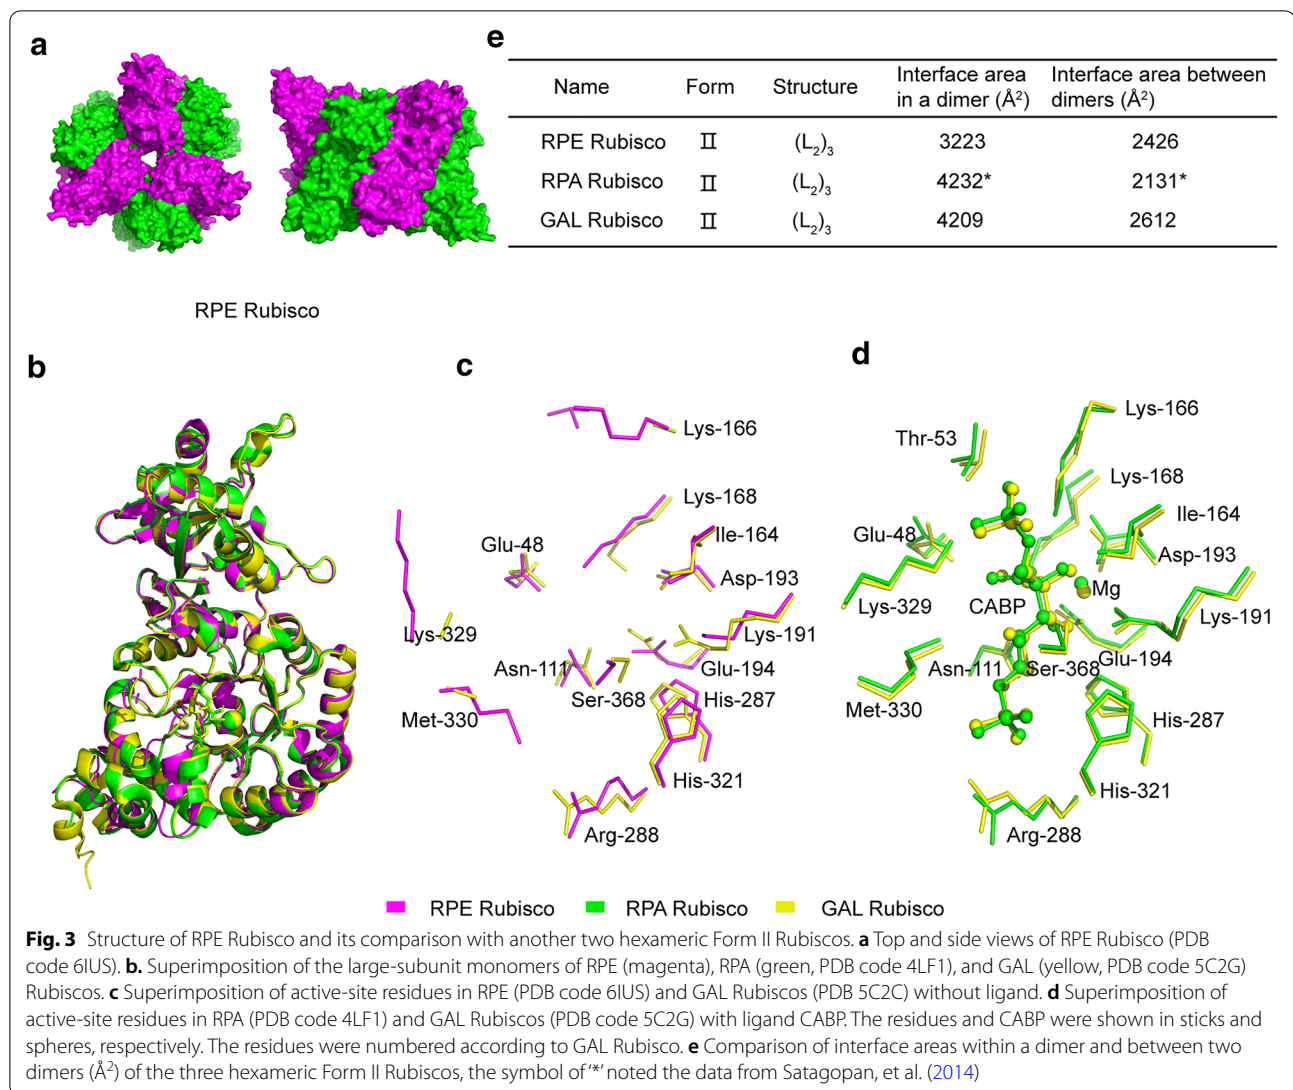 a
RPE Rubisco
e
Name Form Structure Interface area in a dimer (Å²) Interface area between dimers (Å²)
RPE Rubisco II (L₂)₃ 3223 2426
RPA Rubisco II (L₂)₃ 4232* 2131*
GAL Rubisco II (L₂)₃ 4209 2612
b
c
Lys-166
Lys-168
Ile-164
Glu-48
Asp-193
Lys-329
Lys-191
Asn-111
Glu-194
Ser-368
His-287
Met-330
His-321
Arg-288
d
Lys-166
Thr-53
Lys-168
Ile-164
Glu-48
Asp-193
Mg
Lys-329
CABP
Lys-191
Asn-111
Ser-368
Glu-194
Met-330
His-287
His-321
Arg-288
RPE Rubisco RPA Rubisco GAL Rubisco
Fig. 3 Structure of RPE Rubisco and its comparison with another two hexameric Form II Rubiscos. a Top and side views of RPE Rubisco (PDB
code 6IUS). b. Superimposition of the large-subunit monomers of RPE (magenta), RPA (green, PDB code 4LF1), and GAL (yellow, PDB code 5C2G)
Rubiscos. c Superimposition of active-site residues in RPE (PDB code 6IUS) and GAL Rubiscos (PDB 5C2C) without ligand. d Superimposition of
active-site residues in RPA (PDB code 4LF1) and GAL Rubiscos (PDB code 5C2G) with ligand CABP. The residues and CABP were shown in sticks and
spheres, respectively. The residues were numbered according to GAL Rubisco. e Comparison of interface areas within a dimer and between two
dimers (Å²) of the three hexameric Form II Rubiscos, the symbol of '*' noted the data from Satagopan, et al. (2014)